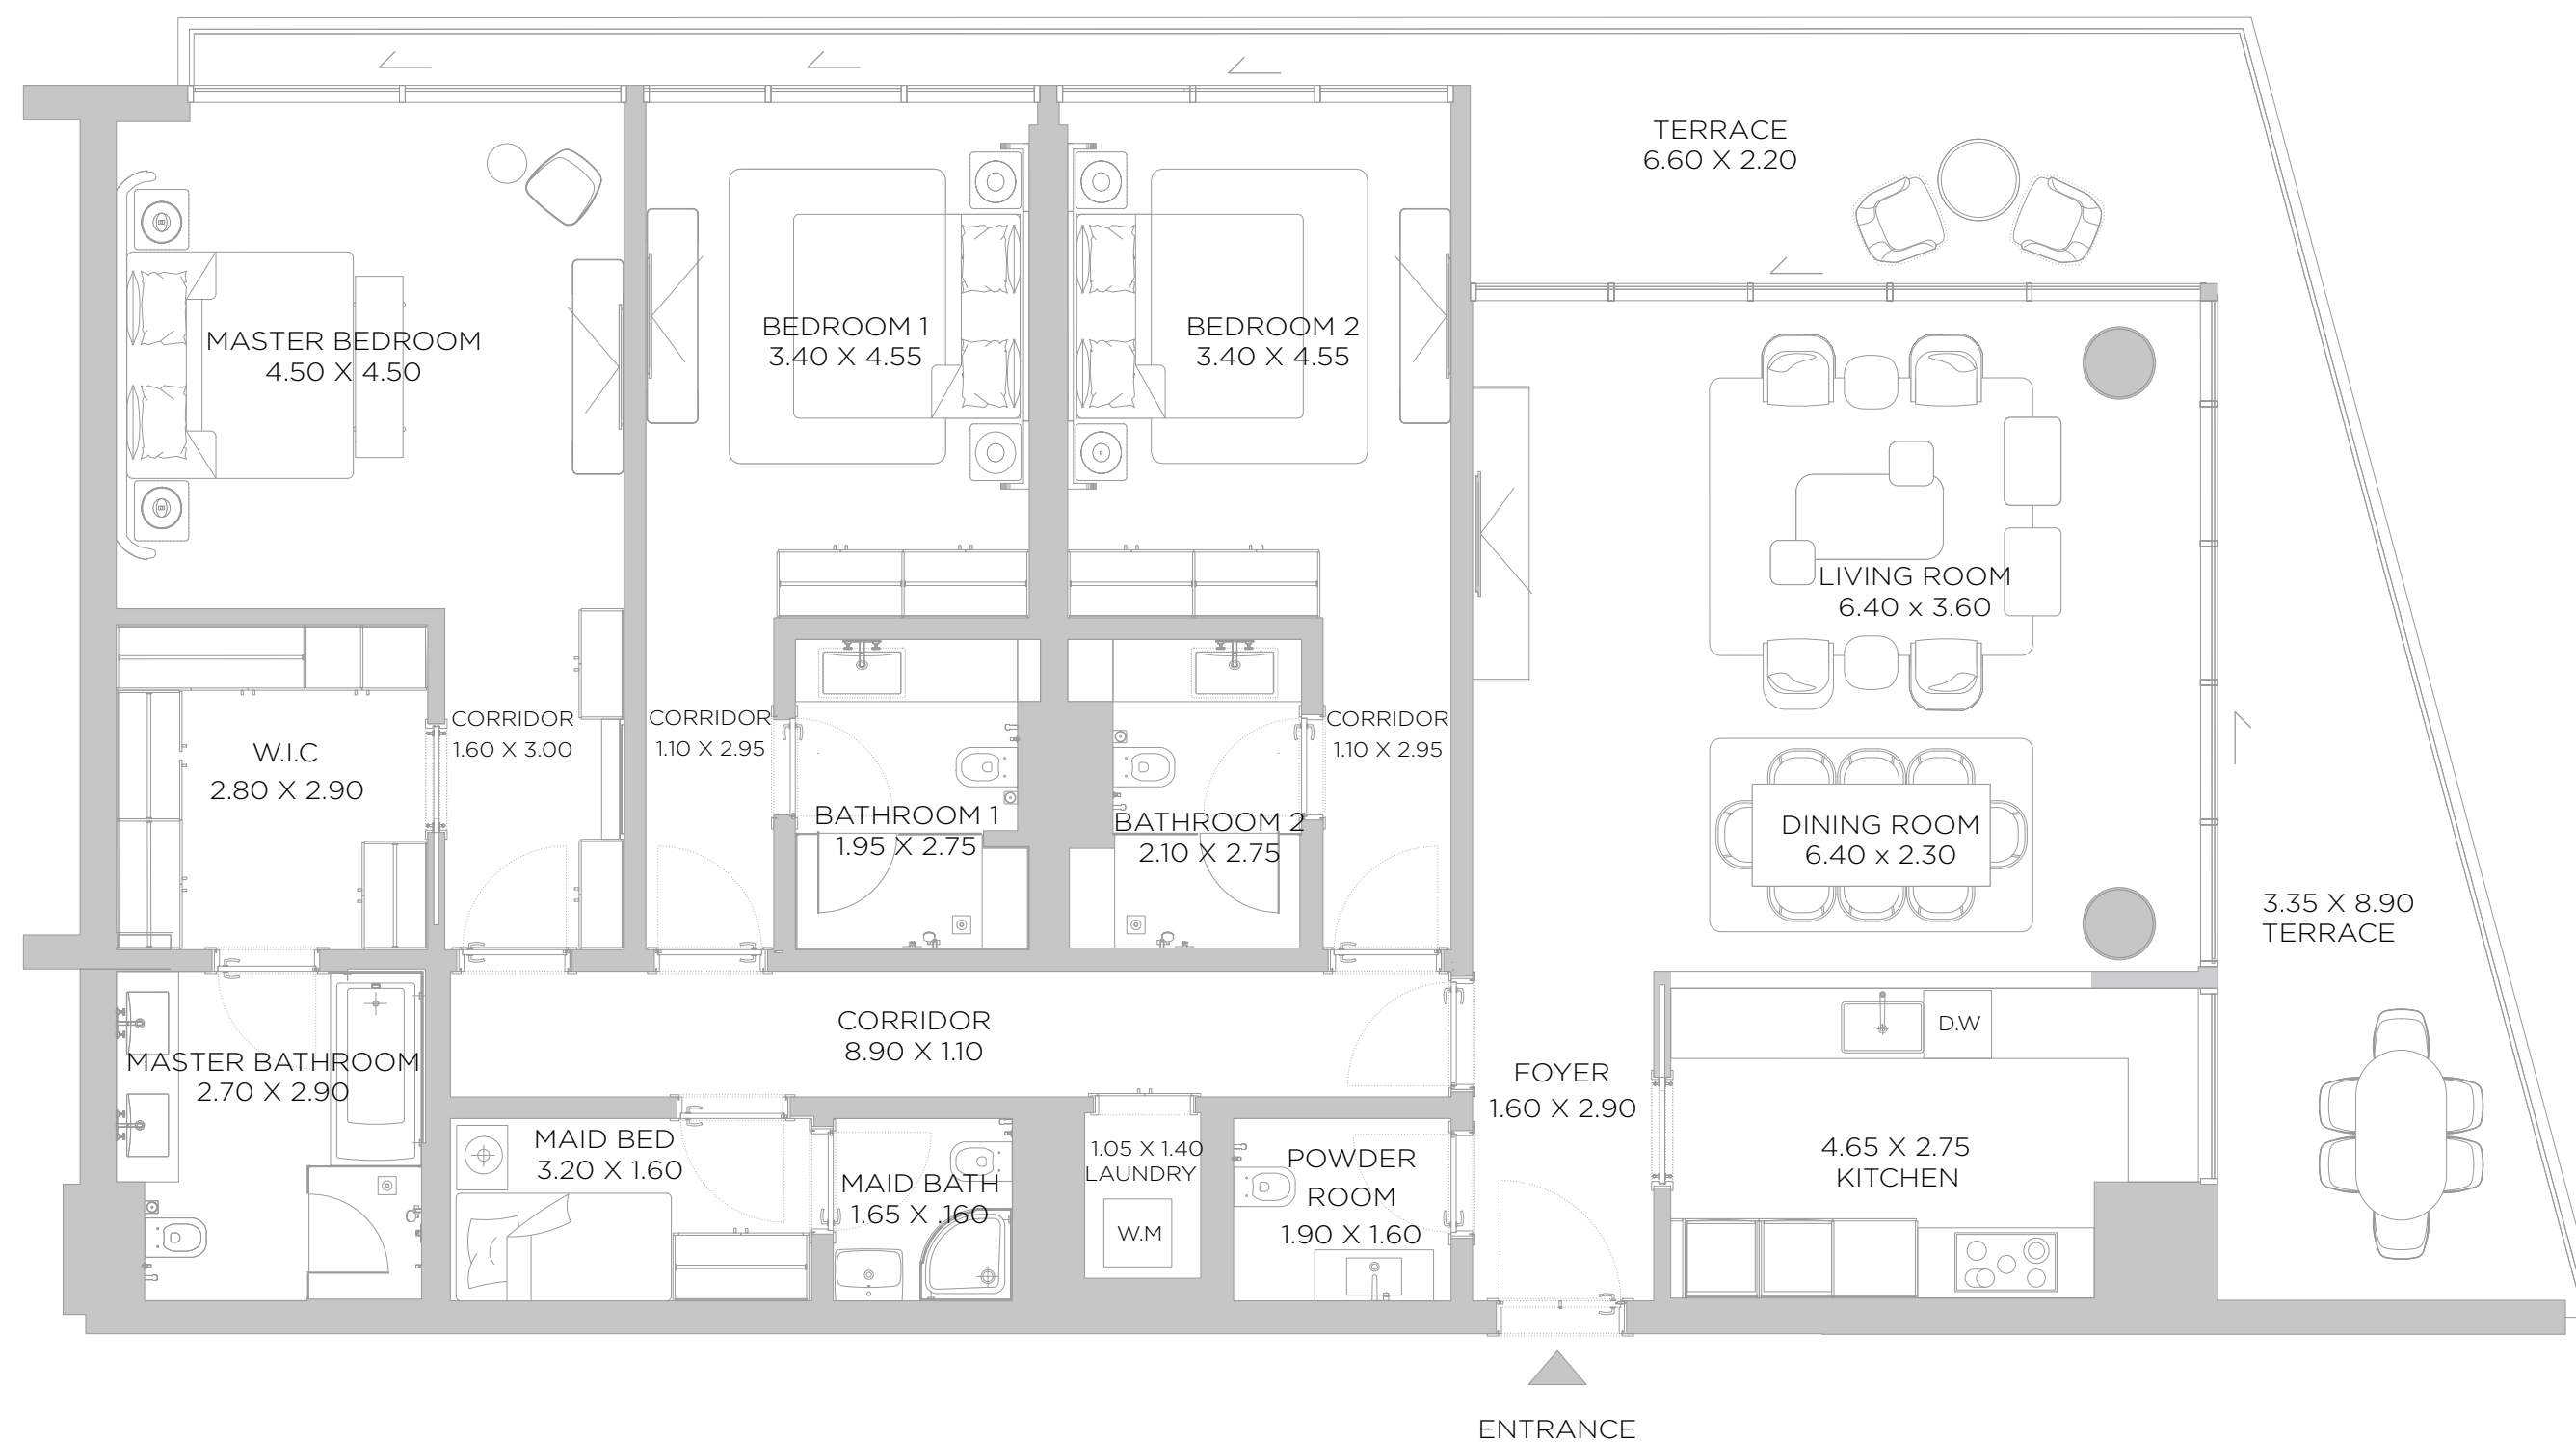 TERRACE
6.60 X 2.20
MASTER BEDROOM
4.50 X 4.50
BEDROOM 1
3.40 X 4.55
BEDROOM 2
3.40 X 4.55
LIVING ROOM
6.40 x 3.60
W.I.C
2.80 X 2.90
CORRIDOR
1.60 X 3.00
CORRIDOR
1.10 X 2.95
BATHROOM 1
1.95 X 2.75
BATHROOM 2
2.10 X 2.75
CORRIDOR
1.10 X 2.95
DINING ROOM
6.40 x 2.30
3.35 X 8.90
TERRACE
MASTER BATHROOM
2.70 X 2.90
CORRIDOR
8.90 X 1.10
FOYER
1.60 X 2.90
D.W
4.65 X 2.75
KITCHEN
MAID BED
3.20 X 1.60
MAID BATH
1.65 X .160
1.05 X 1.40
LAUNDRY
W.M
POWDER
ROOM
1.90 X 1.60
ENTRANCE